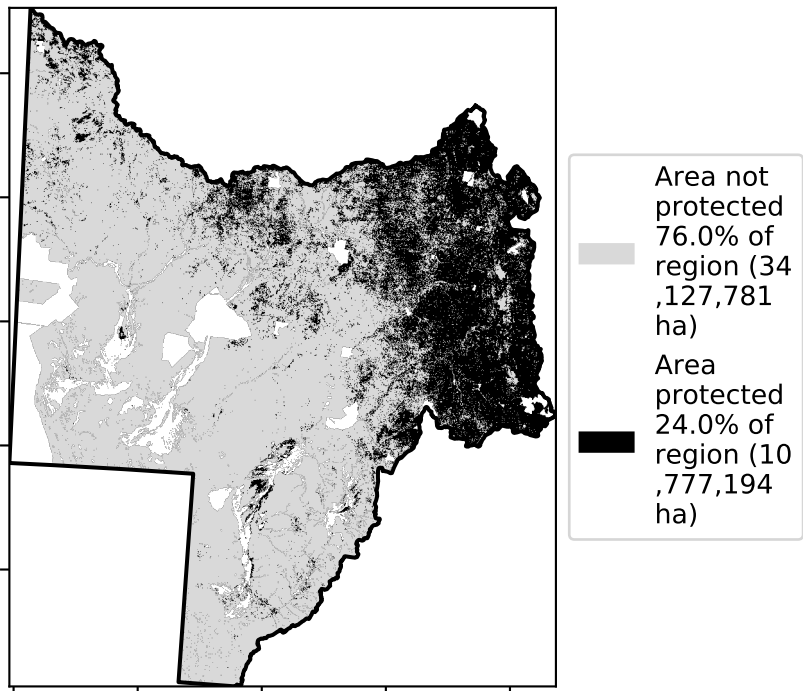 Area not
protected
76.0% of
region (34
,127,781
ha)
Area
protected
24.0% of
region (10
,777,194
ha)